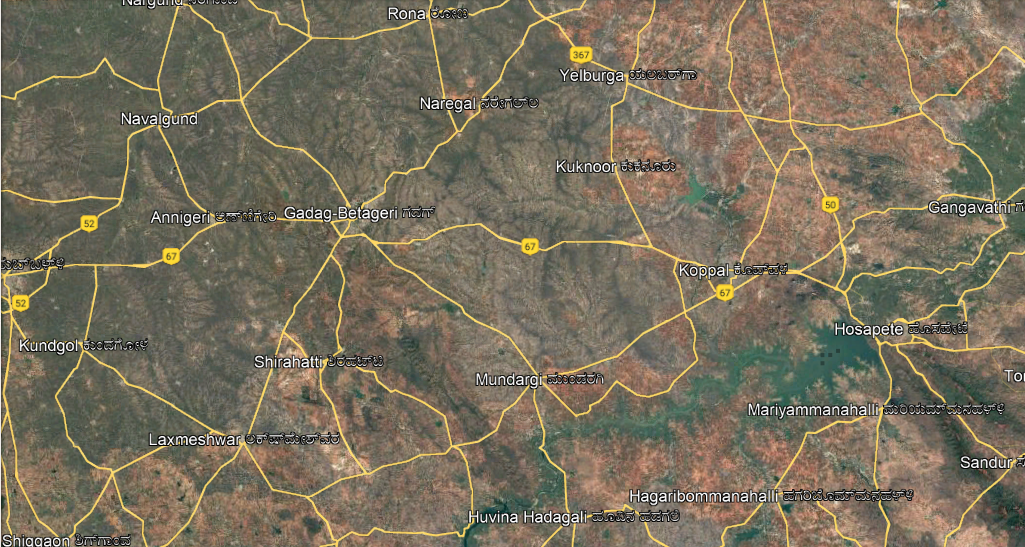 Nargund ನರಗುಂದ
Rona ರೋಣ
367
Yelburga ಯಲಬರ್ಗಾ
Naregal ನರೇಗಲ್ಲ
Navalgund
Kuknoor ಕುಕನೂರು
50
Gangavathi
Annigeri ಅಣ್ಣಿಗೇರಿ
Gadag-Betageri ಗದಗ್
52
67
67
Koppal ಕೊಪ್ಪಳ
67
52
Hosapete ಹೊಸಪೇಟೆ
Kundgol ಕುಂದಗೋಳ
Shirahatti ಶಿರಹಟ್ಟಿ
Mundargi ಮುಂಡರಗಿ
Mariyammanahalli ಮರಿಯಮ್ಮನಹಳ್ಳಿ
Laxmeshwar ಲಕ್ಷ್ಮೇಶ್ವರ
Sandur
Hagaribommanahalli ಹಗರಿಬೊಮ್ಮನಹಳ್ಳಿ
Huvina Hadagali ಹೂವಿನ ಹಡಗಲಿ
Shiggaon ಶಿಗ್ಗಾಂವ